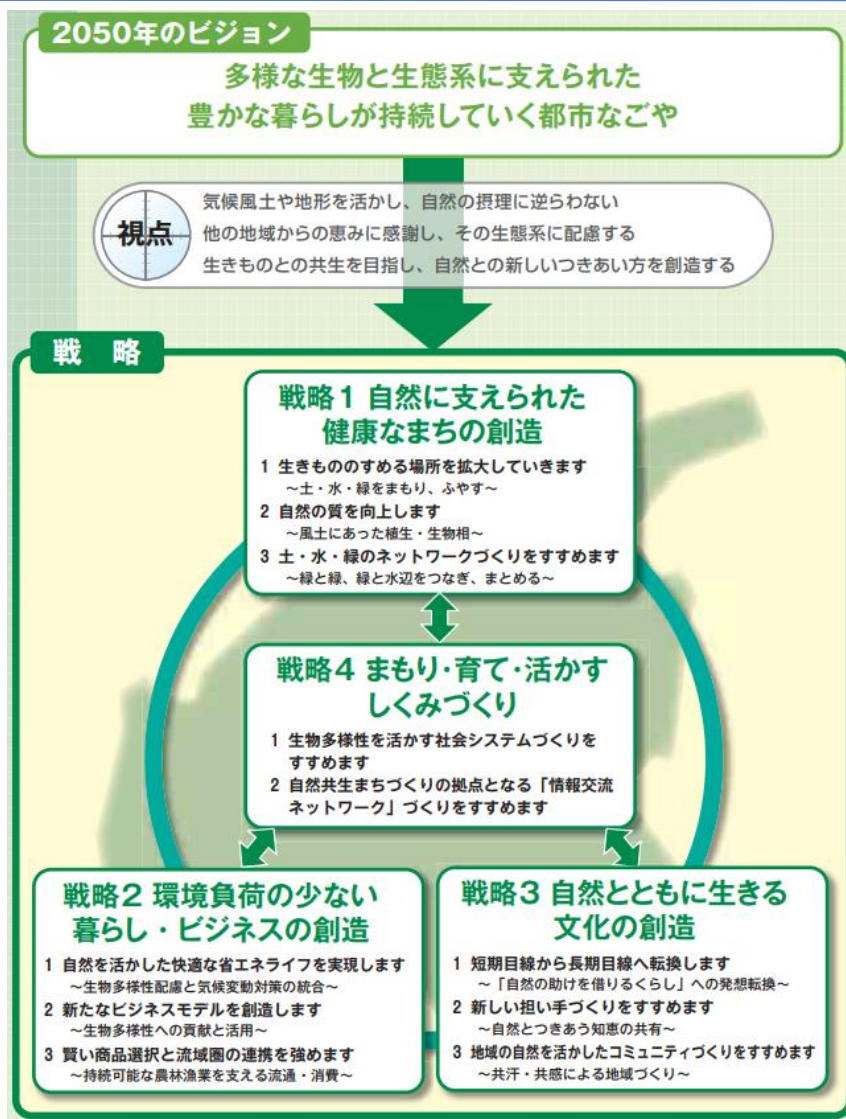 2050年のビジョン
多様な生物と生態系に支えられた
豊かな暮らしが持続していく都市なごや
視点
気候風土や地形を活かし、自然の摂理に逆らわない
他の地域からの恵みに感謝し、その生態系に配慮する
生きものとの共生を目指し、自然との新しいつきあい方を創造する
戦 略
戦略1 自然に支えられた
健康なまちの創造
1 生きもののすめる場所を拡大していきます
～土・水・緑をまもり、ふやす～
2 自然の質を向上します
～風土にあった植生・生物相～
3 土・水・緑のネットワークづくりをすすめます
～緑と緑、緑と水辺をつなぎ、まとめる～
戦略4 まもり・育て・活かす
しくみづくり
1 生物多様性を活かす社会システムづくりを
すすめます
2 自然共生まちづくりの拠点となる「情報交流
ネットワーク」づくりをすすめます
戦略2 環境負荷の少ない
暮らし・ビジネスの創造
1 自然を活かした快適な省エネライフを実現します
～生物多様性配慮と気候変動対策の統合～
2 新たなビジネスモデルを創造します
～生物多様性への貢献と活用～
3 賢い商品選択と流域圏の連携を強めます
～持続可能な農林漁業を支える流通・消費～
戦略3 自然とともに生きる
文化の創造
1 短期目線から長期目線へ転換します
～「自然の助けを借りるくらし」への発想転換～
2 新しい担い手づくりをすすめます
～自然とつきあう知恵の共有～
3 地域の自然を活かしたコミュニティづくりをすすめます
～共汗・共感による地域づくり～